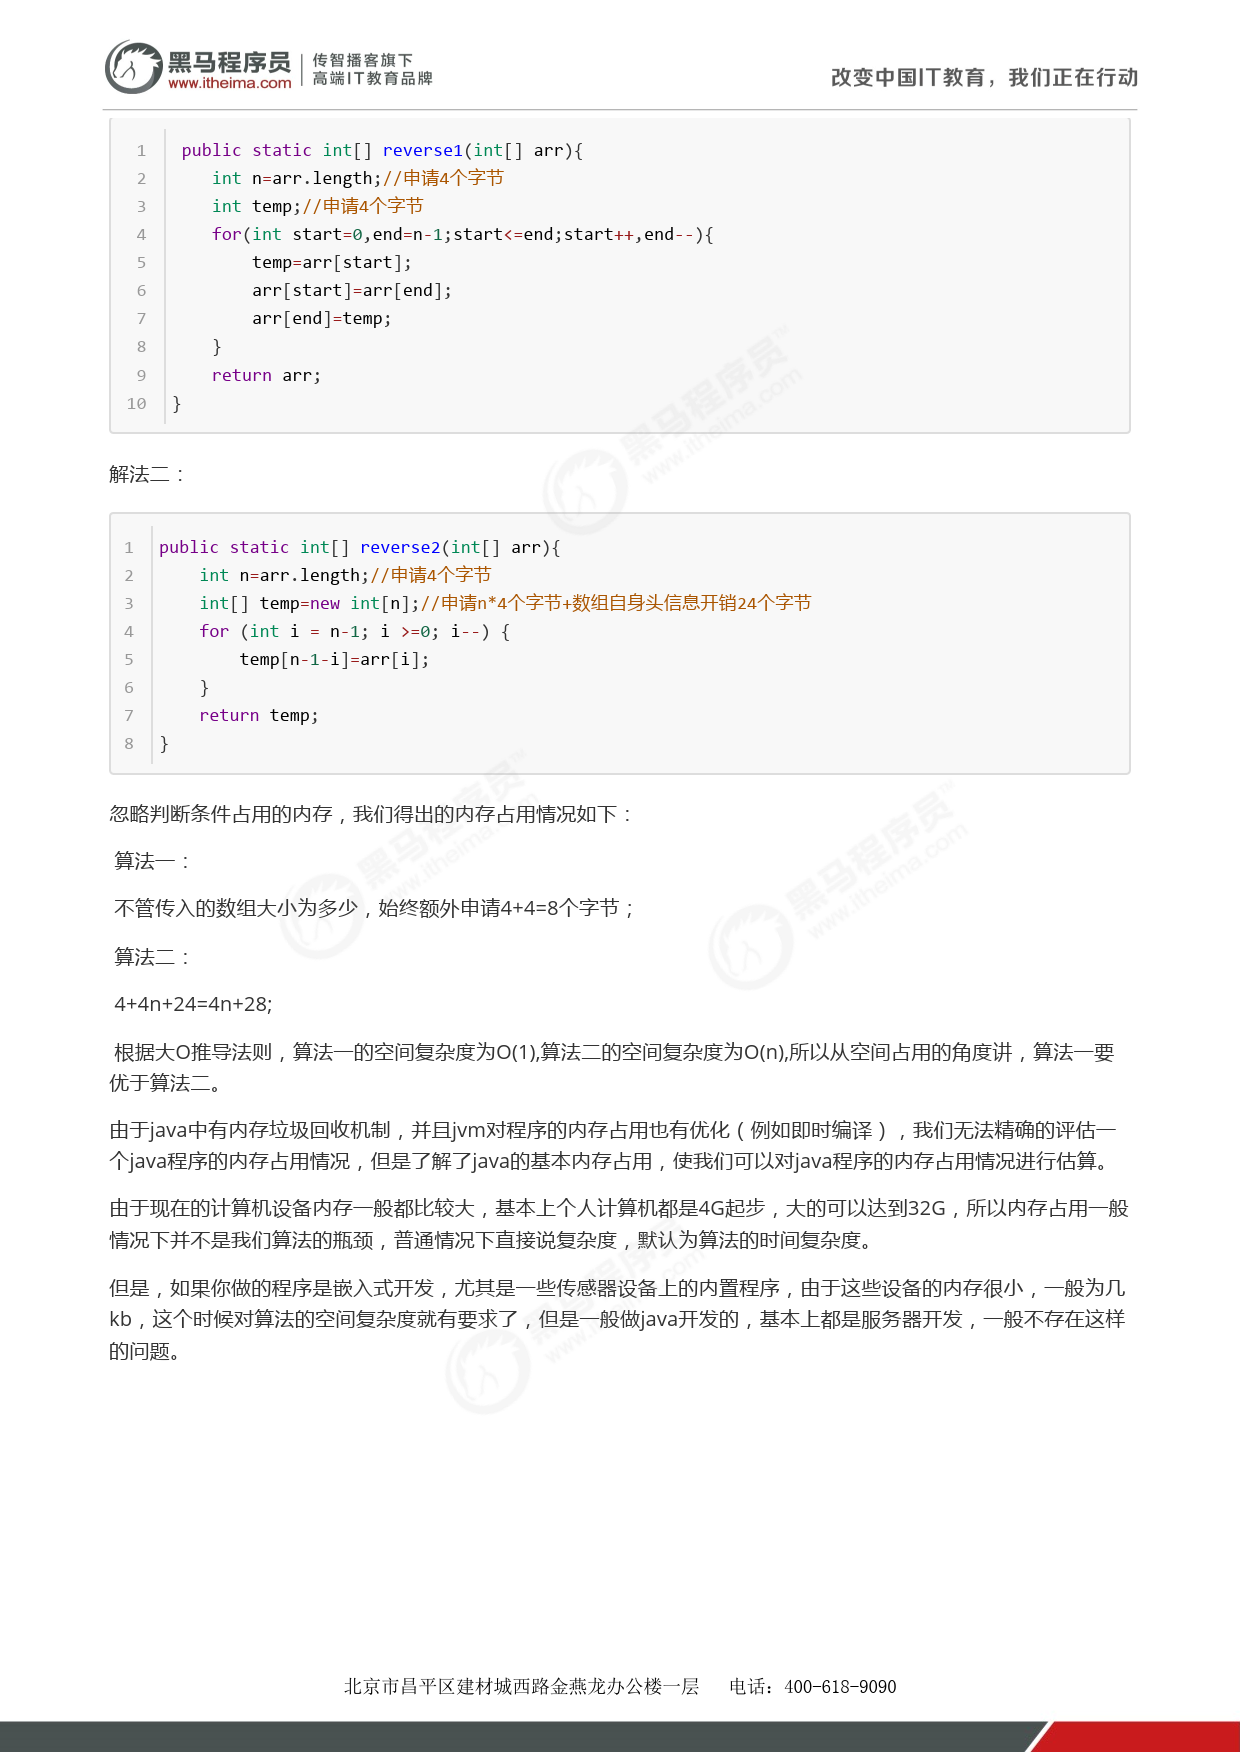 黑马程序员 传智播客旗下
www.itheima.com 高端IT教育品牌
改变中国IT教育，我们正在行动
1 public static int[] reverse1(int[] arr){
2 int n=arr.length;//申请4个字节
3 int temp;//申请4个字节
4 for(int start=0,end=n-1;start<=end;start++,end--){
5 temp=arr[start];
6 arr[start]=arr[end];
7 arr[end]=temp;
8 }
9 return arr;
10 }
解法二：
1 public static int[] reverse2(int[] arr){
2 int n=arr.length;//申请4个字节
3 int[] temp=new int[n];//申请n*4个字节+数组自身头信息开销24个字节
4 for (int i = n-1; i >=0; i--) {
5 temp[n-1-i]=arr[i];
6 }
7 return temp;
8 }
忽略判断条件占用的内存，我们得出的内存占用情况如下：
算法一：
不管传入的数组大小为多少，始终额外申请4+4=8个字节；
算法二：
4+4n+24=4n+28;
根据大O推导法则，算法一的空间复杂度为O(1),算法二的空间复杂度为O(n),所以从空间占用的角度讲，算法一要
优于算法二。
由于java中有内存垃圾回收机制，并且jvm对程序的内存占用也有优化（例如即时编译），我们无法精确的评估一
个java程序的内存占用情况，但是了解了java的基本内存占用，使我们可以对java程序的内存占用情况进行估算。
由于现在的计算机设备内存一般都比较大，基本上个人计算机都是4G起步，大的可以达到32G，所以内存占用一般
情况下并不是我们算法的瓶颈，普通情况下直接说复杂度，默认为算法的时间复杂度。
但是，如果你做的程序是嵌入式开发，尤其是一些传感器设备上的内置程序，由于这些设备的内存很小，一般为几
kb，这个时候对算法的空间复杂度就有要求了，但是一般做java开发的，基本上都是服务器开发，一般不存在这样
的问题。
北京市昌平区建材城西路金燕龙办公楼一层 电话：400-618-9090